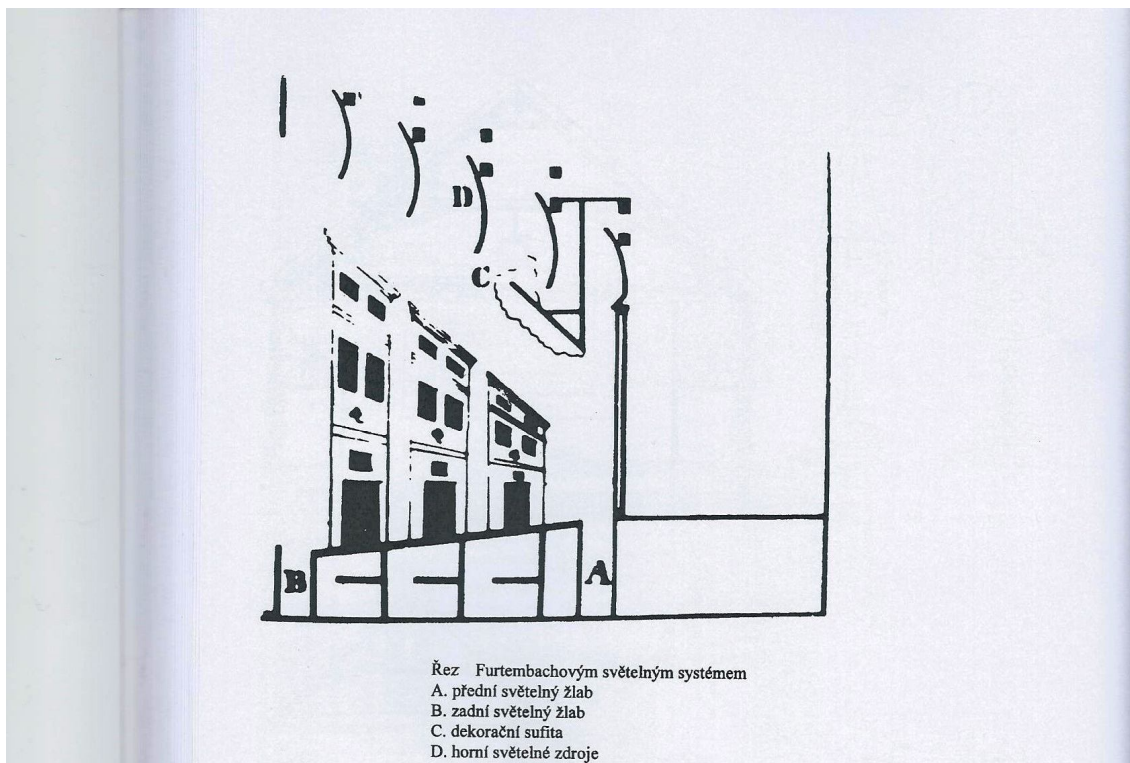 D
C
B
A
Řez Furtembachovým světelným systémem
A. přední světelný žlab
B. zadní světelný žlab
C. dekorační sufita
D. horní světelné zdroje